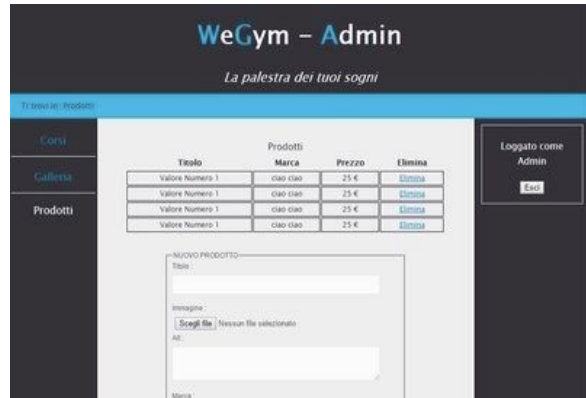 WeGym - Admin
La palestra dei tuoi sogni
Ti trovi in: Prodotti
Corsi
Galleria
Prodotti
Prodotti
Titolo Marca Prezzo Elimina
Valore Numero 1 ciao ciao 25 € Elimina
Valore Numero 1 ciao ciao 25 € Elimina
Valore Numero 1 ciao ciao 25 € Elimina
Valore Numero 1 ciao ciao 25 € Elimina
NUOVO PRODOTTO
Titolo :
Immagine :
Scegli file Nessun file selezionato
Alt :
Marca :
Loggato come
Admin
Esci